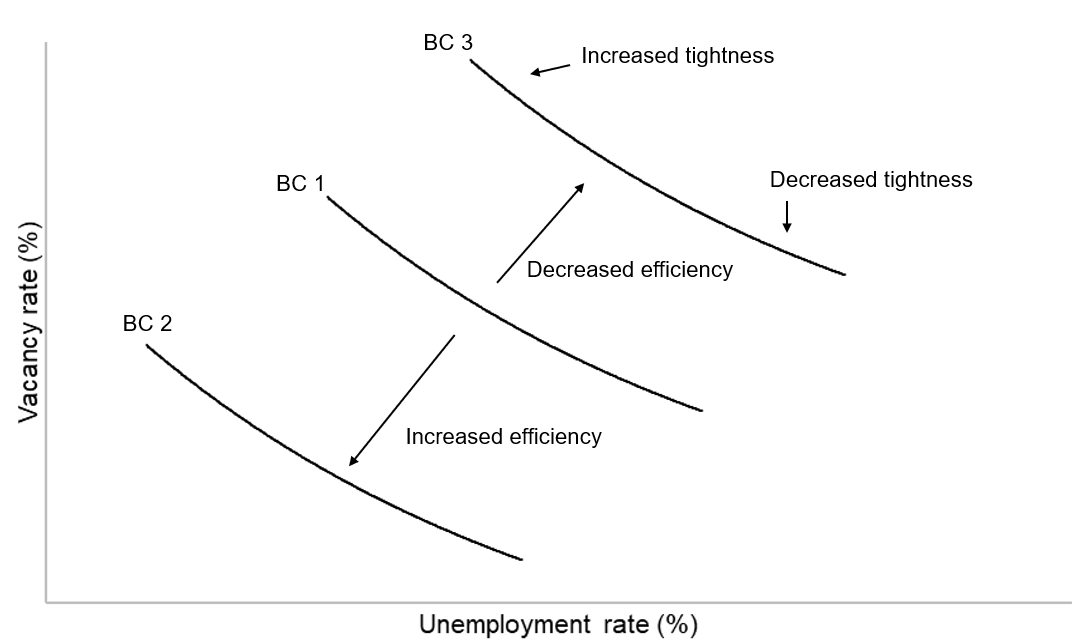 BC 3
Increased tightness
BC 1
Decreased tightness
Decreased efficiency
BC 2
Increased efficiency
Vacancy rate (%)
Unemployment rate (%)